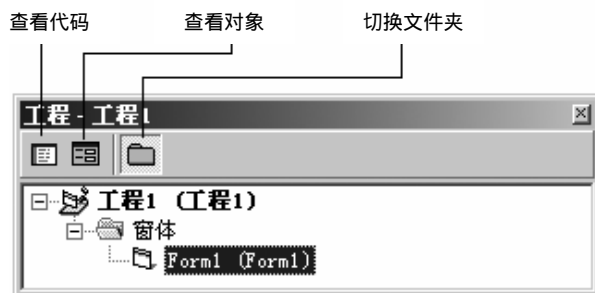 查看代码 查看对象 切换文件夹
工程 - 工程1
工程1 (工程1)
窗体
Form1 (Form1)